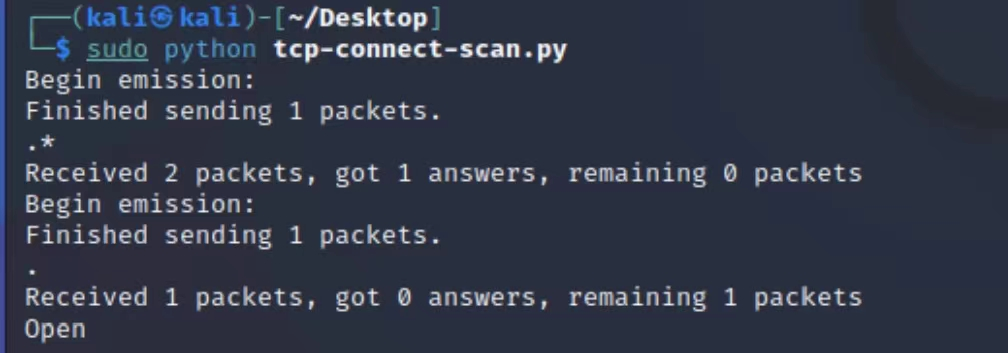 ┌──(kali㉿kali)-[~/Desktop]
└─$ sudo python tcp-connect-scan.py
Begin emission:
Finished sending 1 packets.
.*
Received 2 packets, got 1 answers, remaining 0 packets
Begin emission:
Finished sending 1 packets.
.
Received 1 packets, got 0 answers, remaining 1 packets
Open